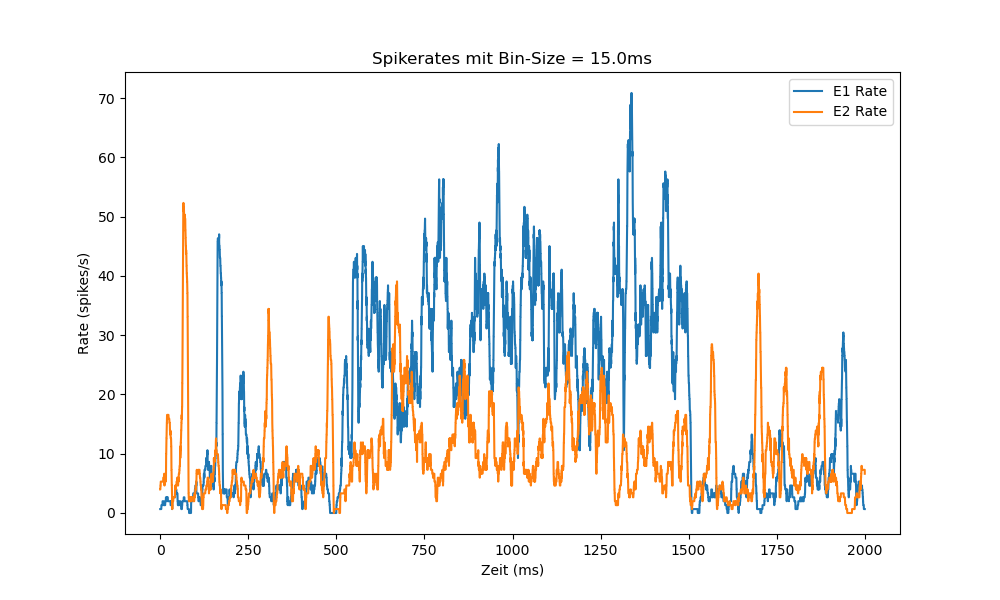 Spikerates mit Bin-Size = 15.0ms
E1 Rate
E2 Rate
Rate (spikes/s)
70
60
50
40
30
20
10
0
0 250 500 750 1000 1250 1500 1750 2000
Zeit (ms)